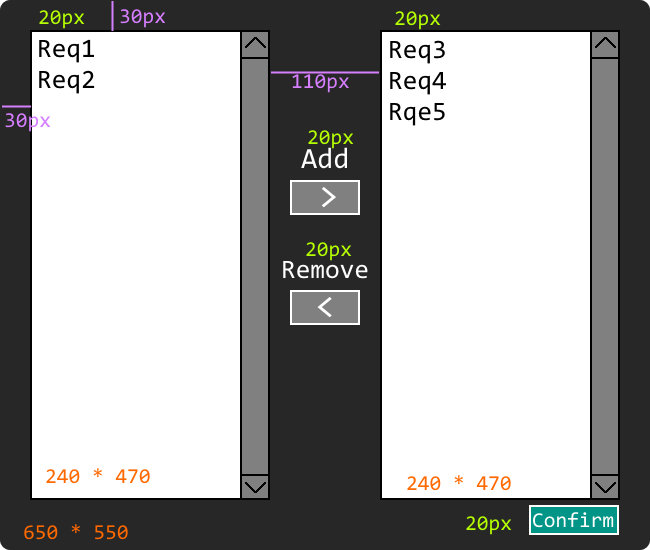 20px
30px
20px
Req1
Req2
30px
110px
Req3
Req4
Rqe5
20px
Add
>
20px
Remove
<
240 * 470
240 * 470
650 * 550
20px
Confirm